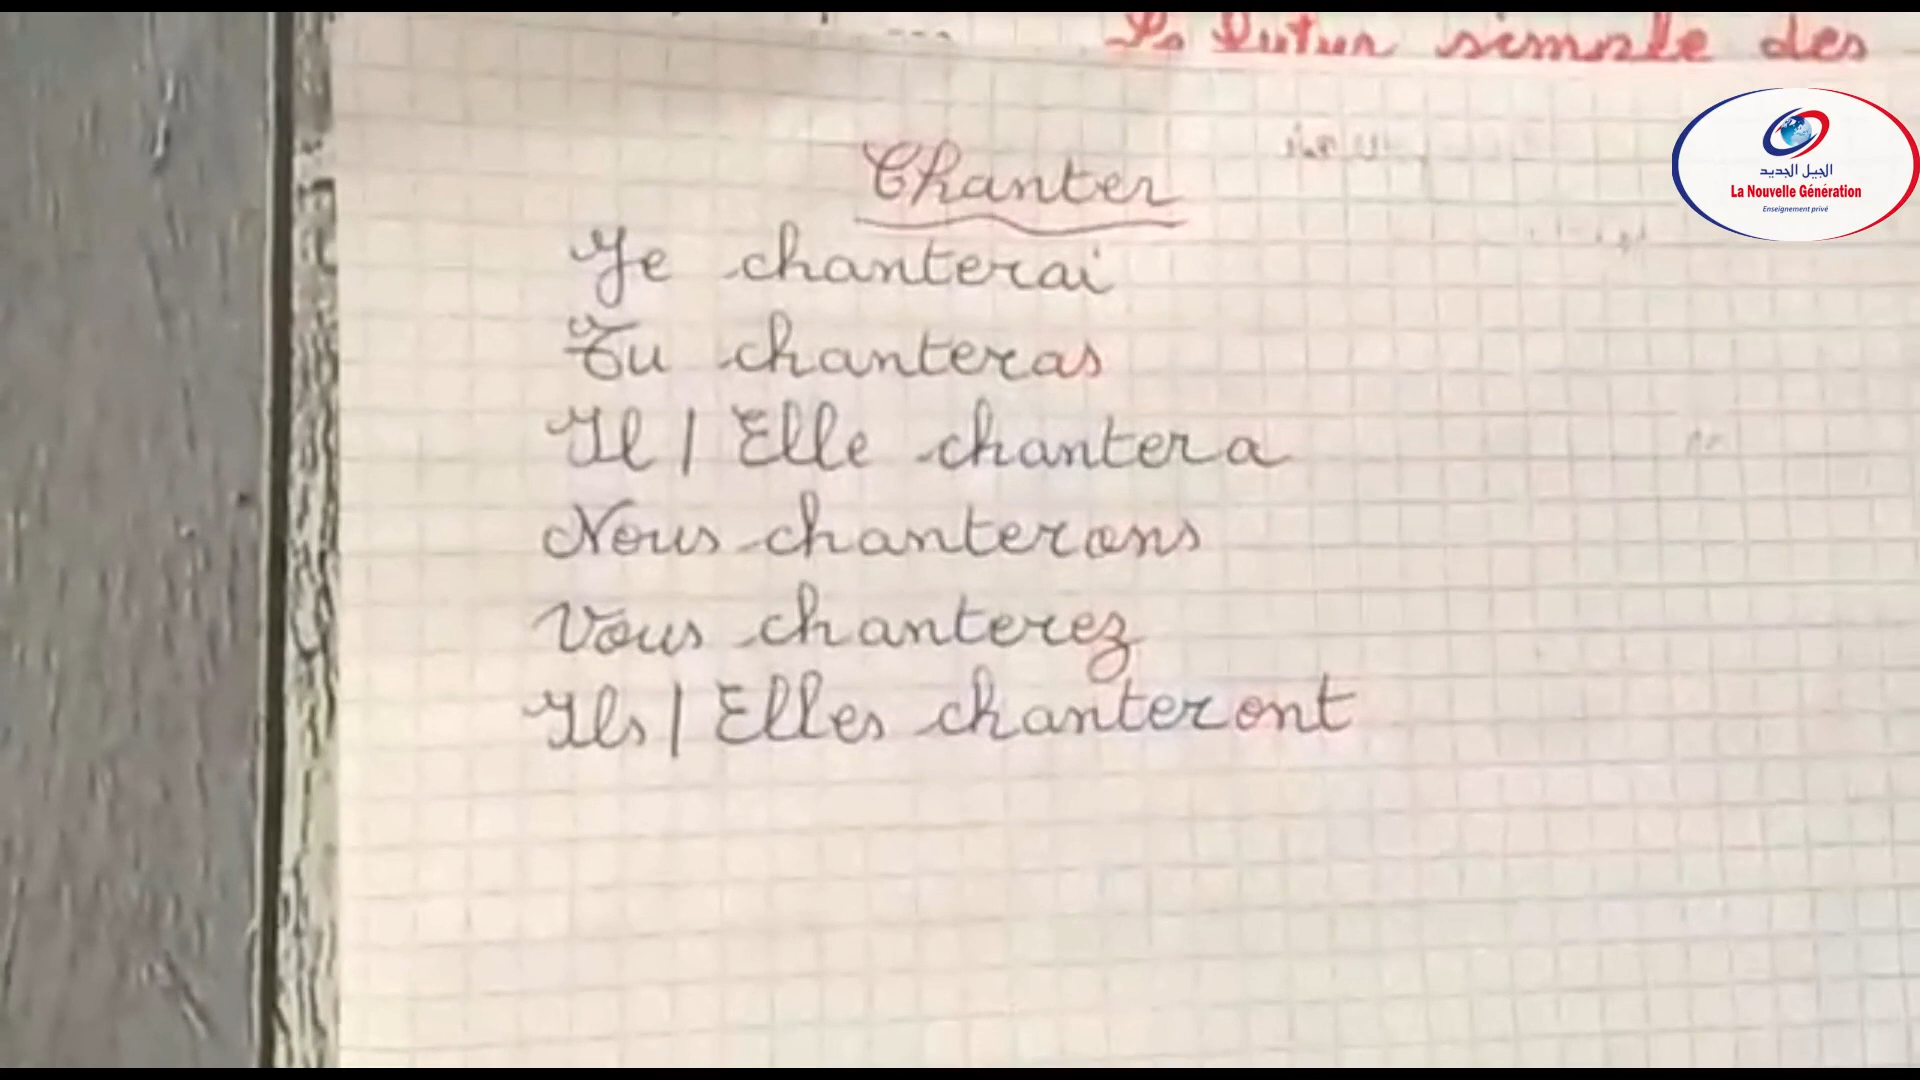 Le Futur simple des
Chanter
Je chanterai
Tu chanteras
Il | Elle chantera
Nous chanterons
Vous chanterez
Ils | Elles chanteront
الجيل الجديد
La Nouvelle Génération
Enseignement privé